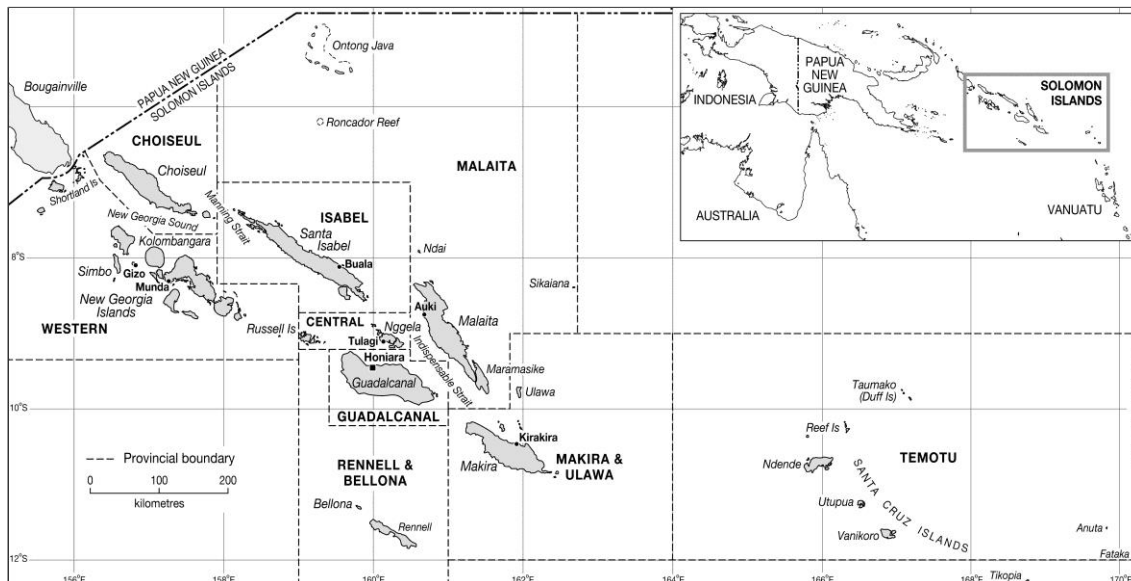 Ontong Java
Bougainville
PAPUA NEW GUINEA
SOLOMON ISLANDS
Roncador Reef
CHOISEUL
Choiseul
MALAITA
Shortland Is
New Georgia Sound
Manning Strait
ISABEL
Santa
Isabel
Buala
Ndai
Sikaiana
Kolombangara
8°S
Simbo
Gizo
Munda
New Georgia
Islands
WESTERN
Russell Is
CENTRAL
Nggela
Tulagi
Auki
Malaita
Honiara
Guadalcanal
Indispensable Strait
Maramasike
Ulawa
GUADALCANAL
10°S
Kirakira
Makira
MAKIRA &
ULAWA
RENNELL &
BELLONA
Bellona
Rennell
Provincial boundary
0 100 200
kilometres
Taumako
(Duff Is)
Reef Is
Ndende
TEMOTU
SANTA CRUZ ISLANDS
Utupua
Vanikoro
Anuta
Fataka
Tikopia
12°S
156°E 158°E 160°E 162°E 164°E 166°E 168°E 170°E
INDONESIA
PAPUA
NEW
GUINEA
SOLOMON
ISLANDS
AUSTRALIA
VANUATU